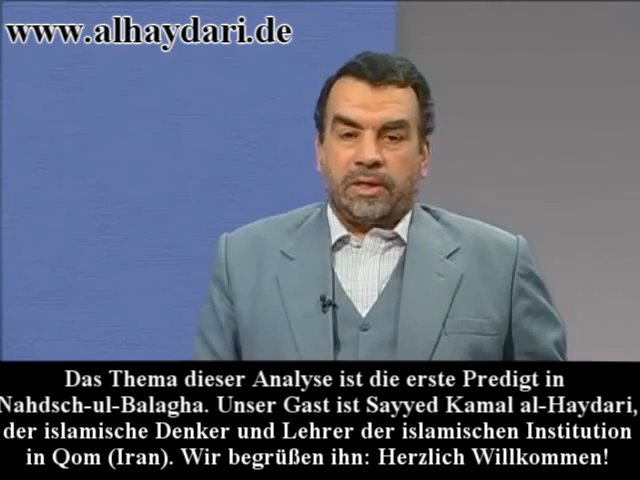 www.alhaydari.de
Das Thema dieser Analyse ist die erste Predigt in
Nahdsch-ul-Balagha. Unser Gast ist Sayyed Kamal al-Haydari,
der islamische Denker und Lehrer der islamischen Institution
in Qom (Iran). Wir begrüßen ihn: Herzlich Willkommen!